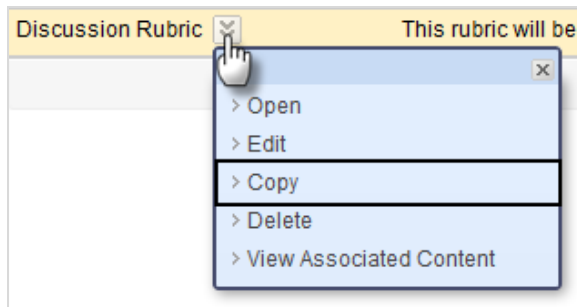 Discussion Rubric This rubric will be
> Open
> Edit
> Copy
> Delete
> View Associated Content